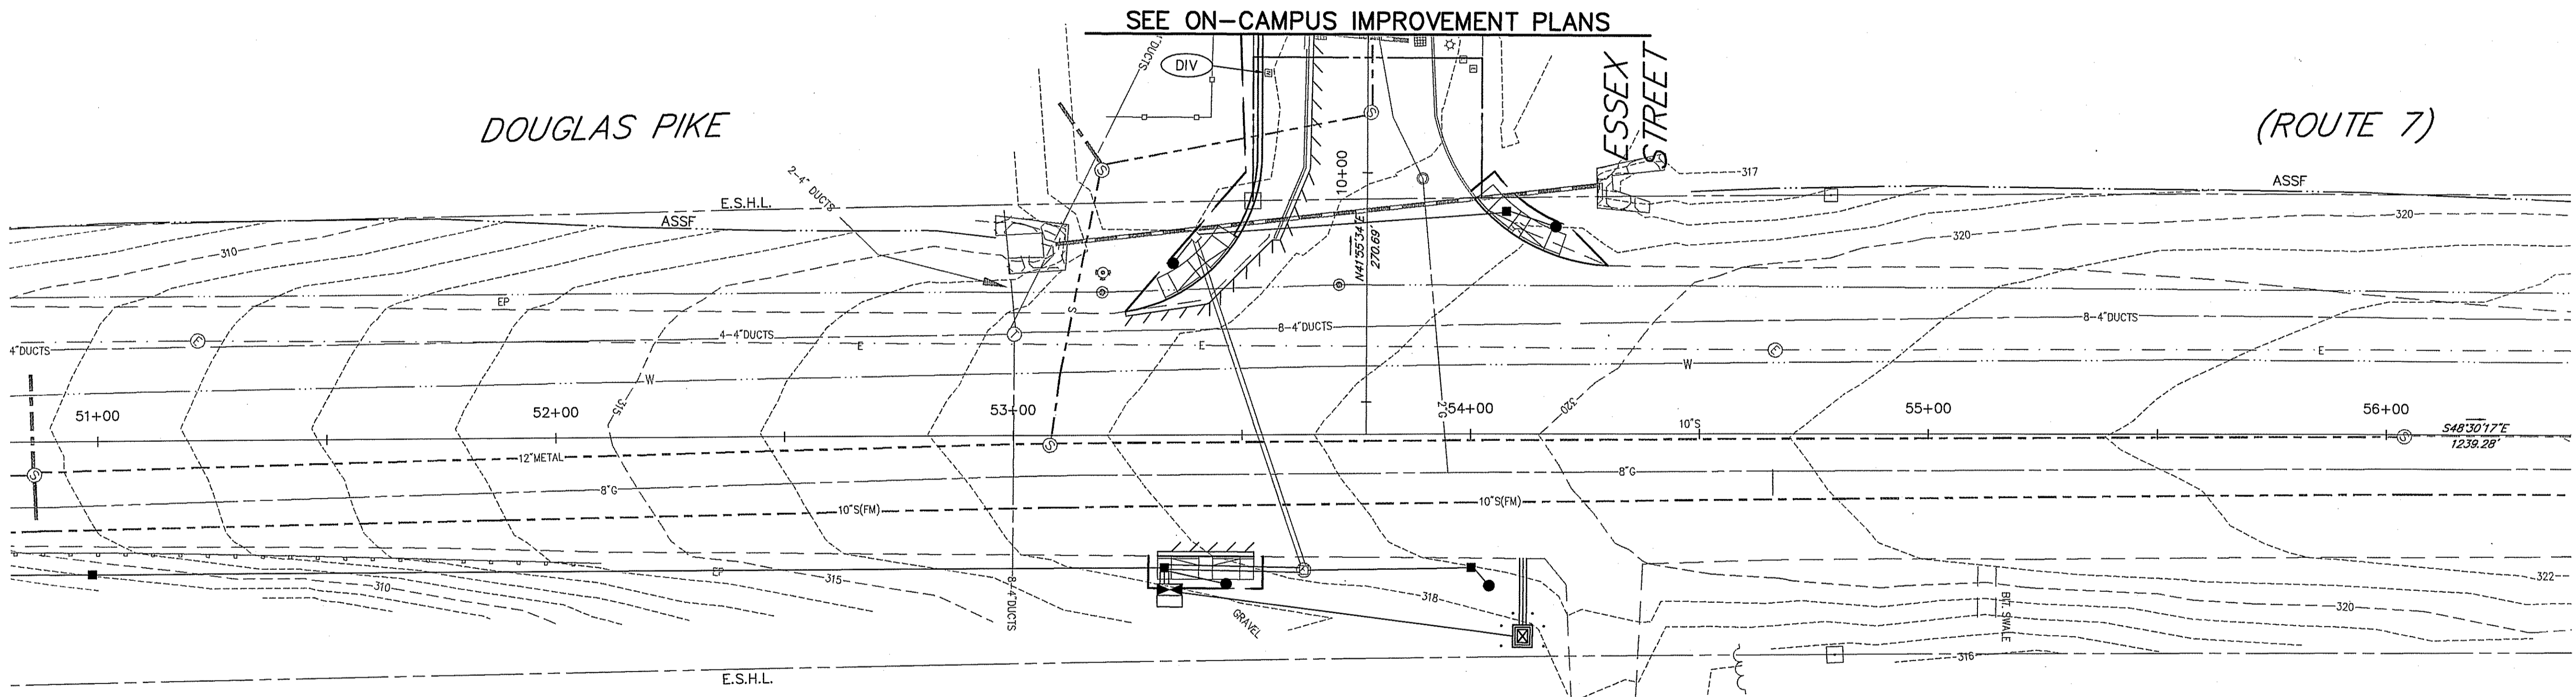 SEE ON-CAMPUS IMPROVEMENT PLANS
DUCTS
DIV
ESSEX
STREET
DOUGLAS PIKE
(ROUTE 7)
2-4" DUCTS
10+00
N41°55'34"E
270.69'
317
E.S.H.L.
ASSF
ASSF
320
320
310
EP
S
4-4"DUCTS
8-4"DUCTS
8-4"DUCTS
4"DUCTS
E
E
E
E
E
T
W
W
315
320
51+00
52+00
53+00
54+00
55+00
56+00
2"G
10"S
S48°30'17"E
1239.28'
12"METAL
8"G
8"G
10"S(FM)
10"S(FM)
S
S
S
S
S
EP
315
310
8-4"DUCTS
GRAVEL
318
BIT. SWALE
322
320
316
E.S.H.L.